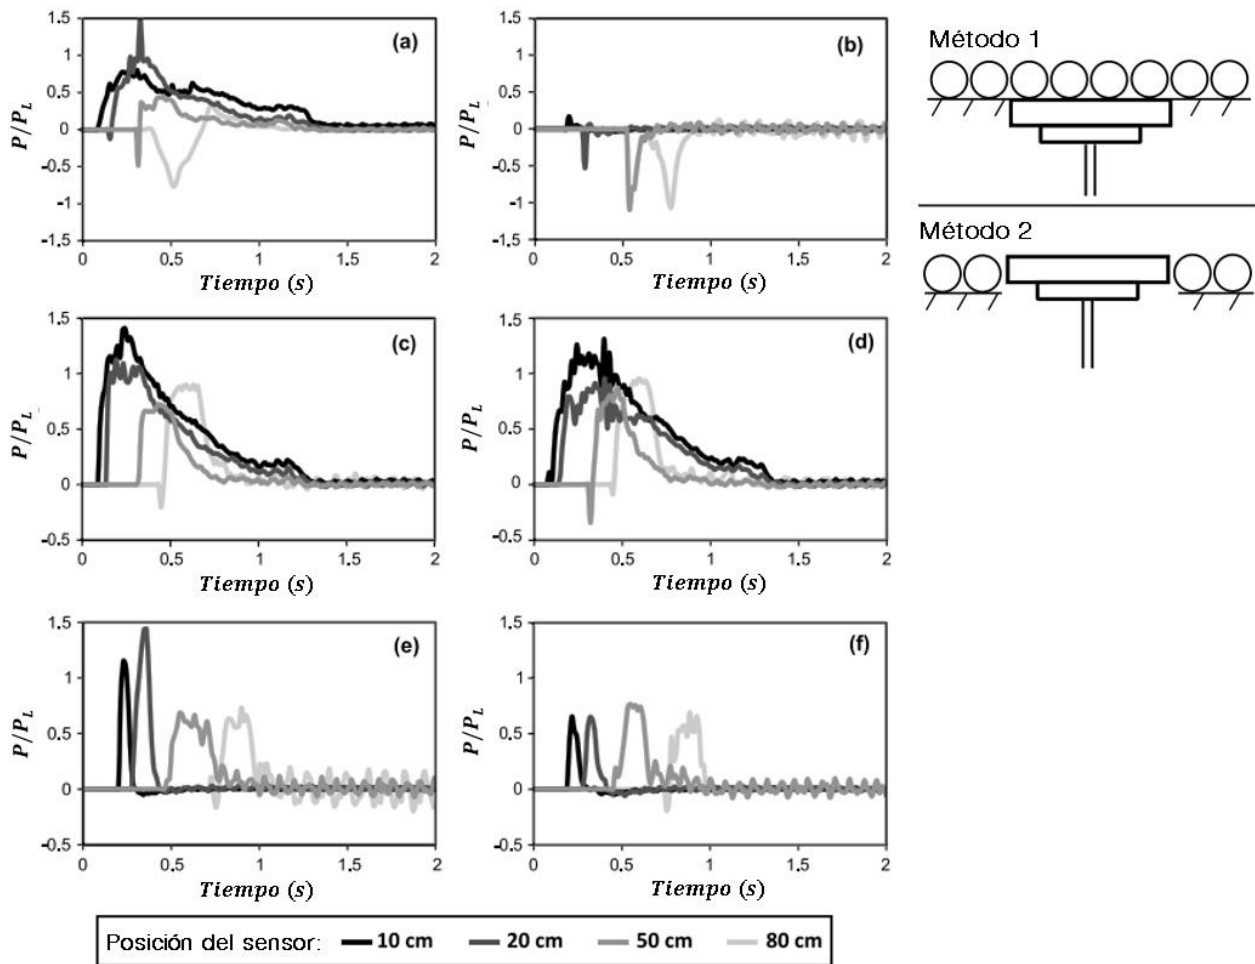 1.5
1
0.5
0
-0.5
-1
-1.5
P/P_L
(a)
0 0.5 1 1.5 2
Tiempo (s)
1.5
1
0.5
0
-0.5
-1
-1.5
P/P_L
(b)
0 0.5 1 1.5 2
Tiempo (s)
Método 1
Método 2
1.5
1
0.5
0
-0.5
P/P_L
(c)
0 0.5 1 1.5 2
Tiempo (s)
1.5
1
0.5
0
-0.5
P/P_L
(d)
0 0.5 1 1.5 2
Tiempo (s)
1.5
1
0.5
0
-0.5
P/P_L
(e)
0 0.5 1 1.5 2
Tiempo (s)
1.5
1
0.5
0
-0.5
P/P_L
(f)
0 0.5 1 1.5 2
Tiempo (s)
Posición del sensor: 10 cm 20 cm 50 cm 80 cm